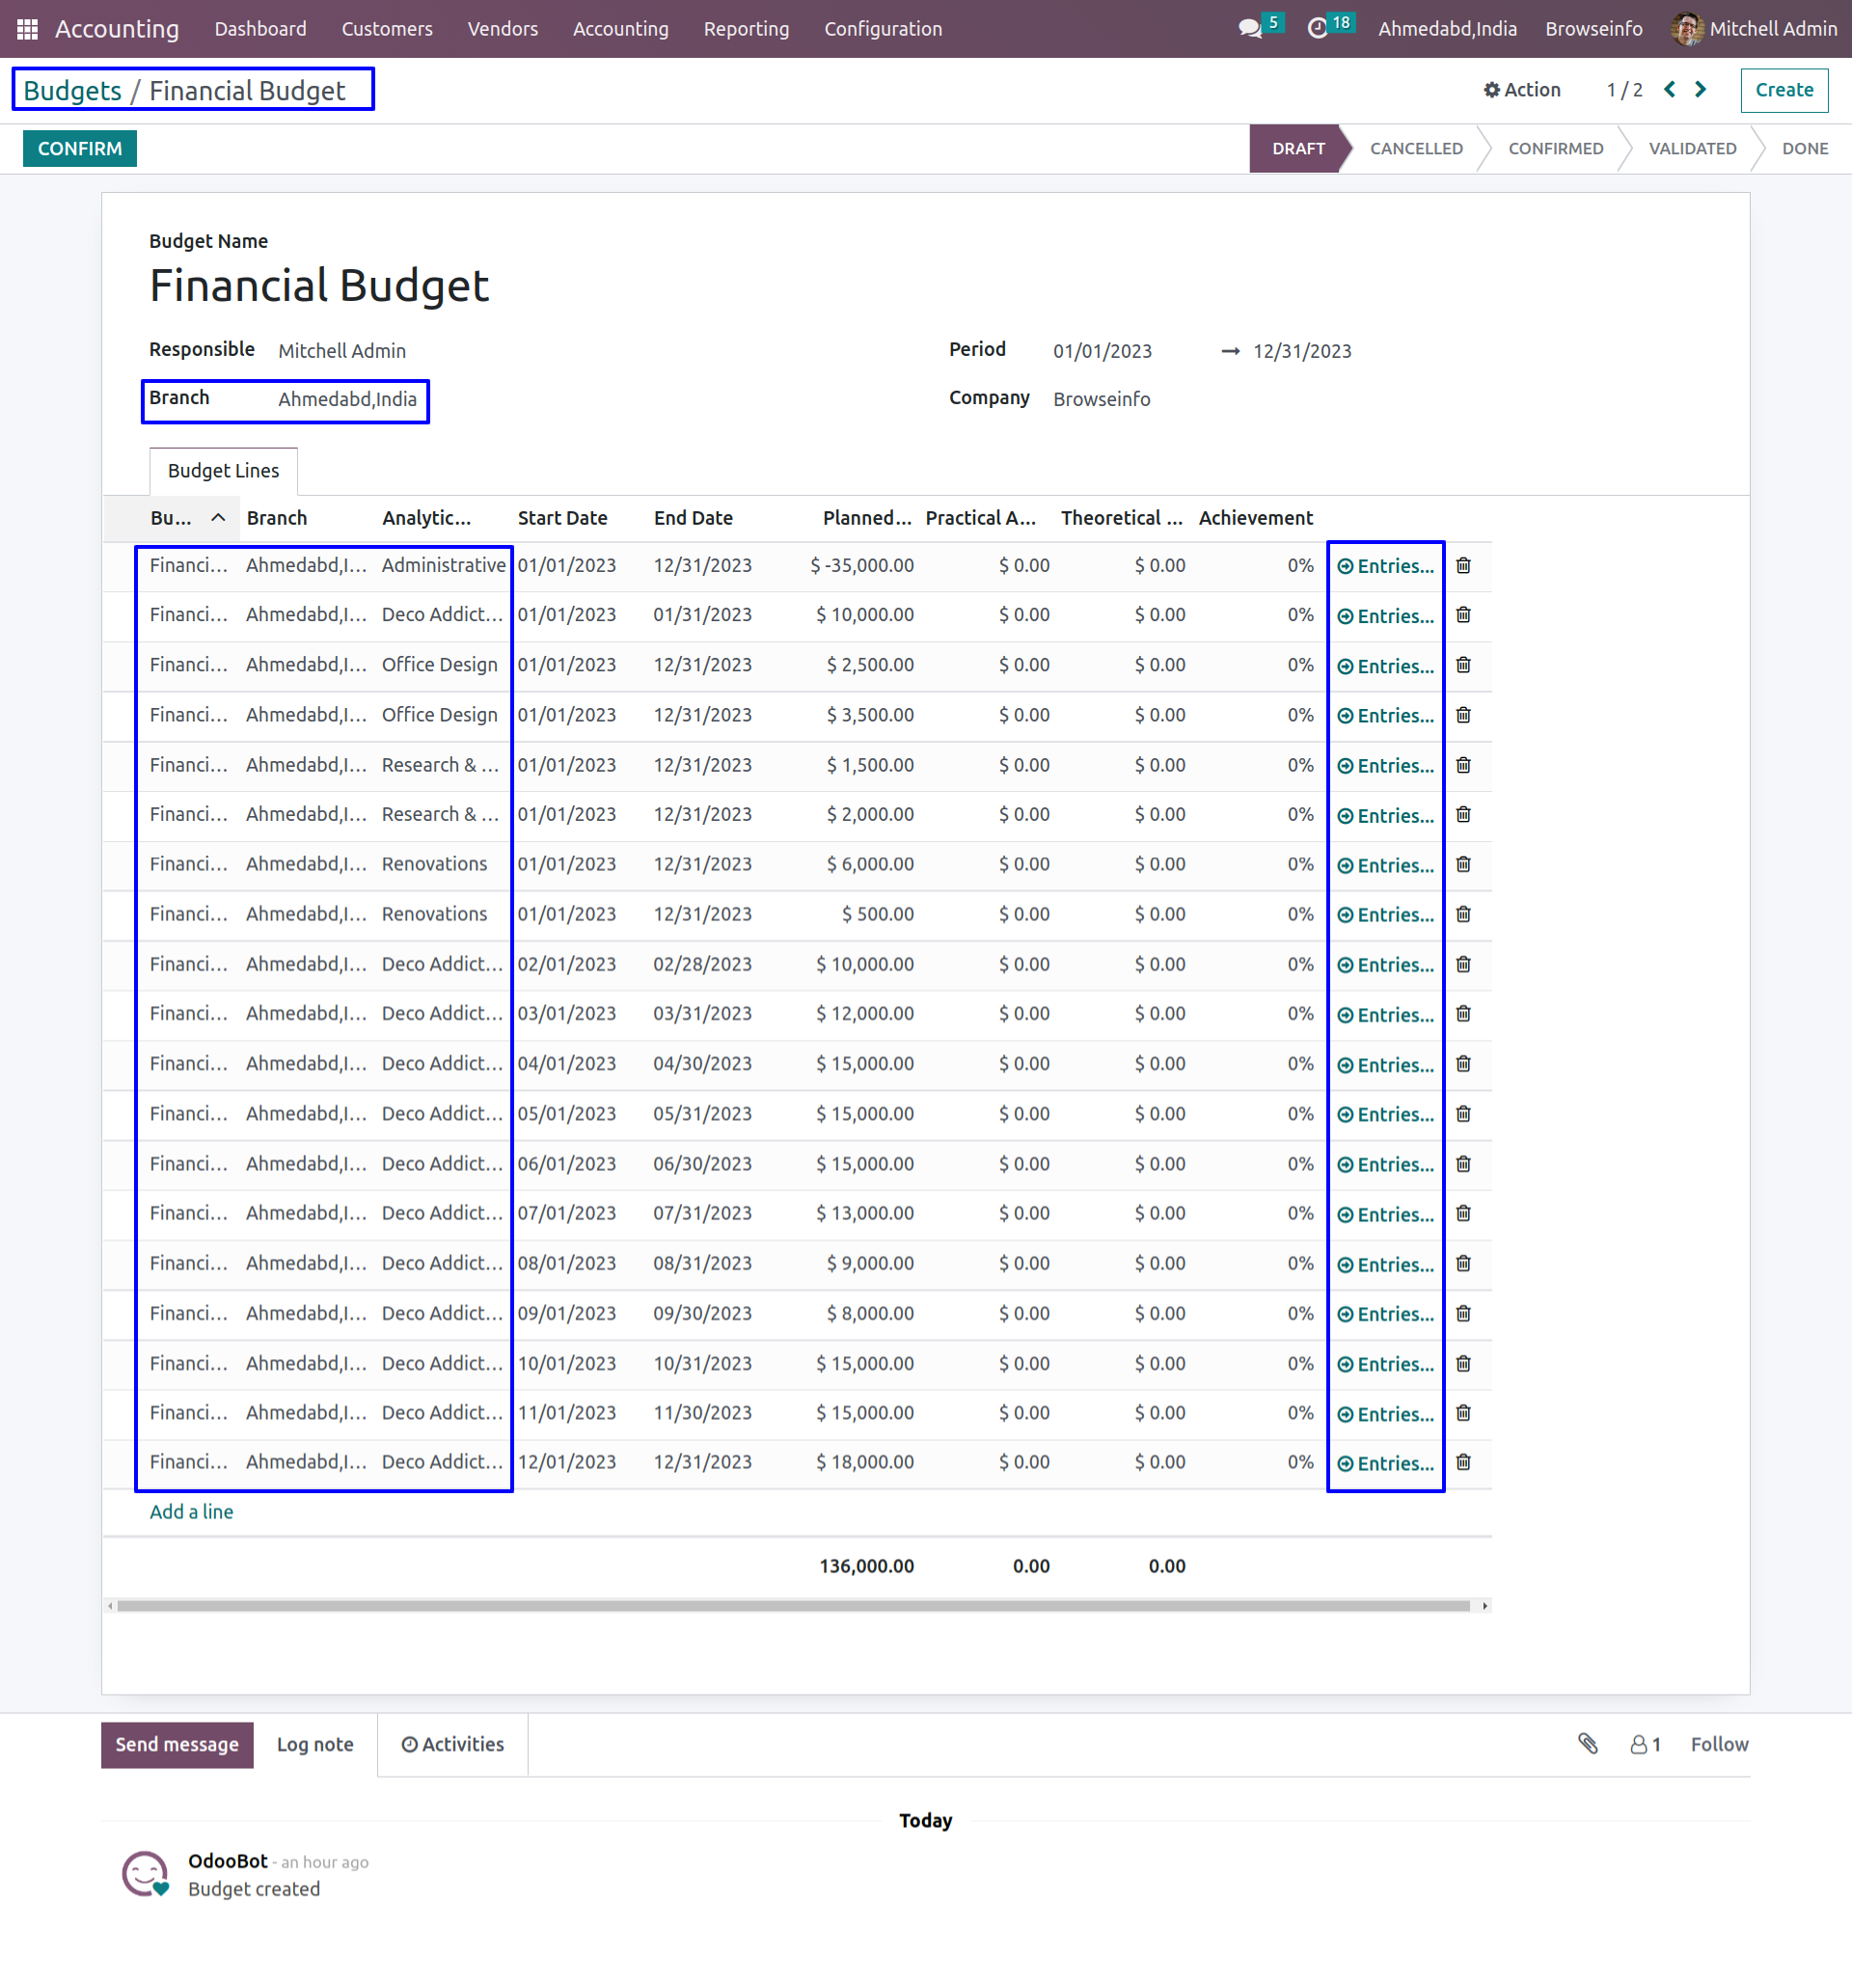 Accounting Dashboard Customers Vendors Accounting Reporting Configuration 5 18 Ahmedabd,India Browseinfo Mitchell Admin
Budgets / Financial Budget Action 1 / 2 Create
CONFIRM DRAFT CANCELLED CONFIRMED VALIDATED DONE
Budget Name
Financial Budget
Responsible Mitchell Admin Period 01/01/2023 → 12/31/2023
Branch Ahmedabd,India Company Browseinfo
Budget Lines
Bu... Branch Analytic... Start Date End Date Planned... Practical A... Theoretical ... Achievement
Financi... Ahmedabd,I... Administrative 01/01/2023 12/31/2023 $ -35,000.00 $ 0.00 $ 0.00 0% Entries...
Financi... Ahmedabd,I... Deco Addict... 01/01/2023 01/31/2023 $ 10,000.00 $ 0.00 $ 0.00 0% Entries...
Financi... Ahmedabd,I... Office Design 01/01/2023 12/31/2023 $ 2,500.00 $ 0.00 $ 0.00 0% Entries...
Financi... Ahmedabd,I... Office Design 01/01/2023 12/31/2023 $ 3,500.00 $ 0.00 $ 0.00 0% Entries...
Financi... Ahmedabd,I... Research & ... 01/01/2023 12/31/2023 $ 1,500.00 $ 0.00 $ 0.00 0% Entries...
Financi... Ahmedabd,I... Research & ... 01/01/2023 12/31/2023 $ 2,000.00 $ 0.00 $ 0.00 0% Entries...
Financi... Ahmedabd,I... Renovations 01/01/2023 12/31/2023 $ 6,000.00 $ 0.00 $ 0.00 0% Entries...
Financi... Ahmedabd,I... Renovations 01/01/2023 12/31/2023 $ 500.00 $ 0.00 $ 0.00 0% Entries...
Financi... Ahmedabd,I... Deco Addict... 02/01/2023 02/28/2023 $ 10,000.00 $ 0.00 $ 0.00 0% Entries...
Financi... Ahmedabd,I... Deco Addict... 03/01/2023 03/31/2023 $ 12,000.00 $ 0.00 $ 0.00 0% Entries...
Financi... Ahmedabd,I... Deco Addict... 04/01/2023 04/30/2023 $ 15,000.00 $ 0.00 $ 0.00 0% Entries...
Financi... Ahmedabd,I... Deco Addict... 05/01/2023 05/31/2023 $ 15,000.00 $ 0.00 $ 0.00 0% Entries...
Financi... Ahmedabd,I... Deco Addict... 06/01/2023 06/30/2023 $ 15,000.00 $ 0.00 $ 0.00 0% Entries...
Financi... Ahmedabd,I... Deco Addict... 07/01/2023 07/31/2023 $ 13,000.00 $ 0.00 $ 0.00 0% Entries...
Financi... Ahmedabd,I... Deco Addict... 08/01/2023 08/31/2023 $ 9,000.00 $ 0.00 $ 0.00 0% Entries...
Financi... Ahmedabd,I... Deco Addict... 09/01/2023 09/30/2023 $ 8,000.00 $ 0.00 $ 0.00 0% Entries...
Financi... Ahmedabd,I... Deco Addict... 10/01/2023 10/31/2023 $ 15,000.00 $ 0.00 $ 0.00 0% Entries...
Financi... Ahmedabd,I... Deco Addict... 11/01/2023 11/30/2023 $ 15,000.00 $ 0.00 $ 0.00 0% Entries...
Financi... Ahmedabd,I... Deco Addict... 12/01/2023 12/31/2023 $ 18,000.00 $ 0.00 $ 0.00 0% Entries...
Add a line
136,000.00 0.00 0.00
Send message Log note Activities 1 Follow
Today
OdooBot - an hour ago
Budget created